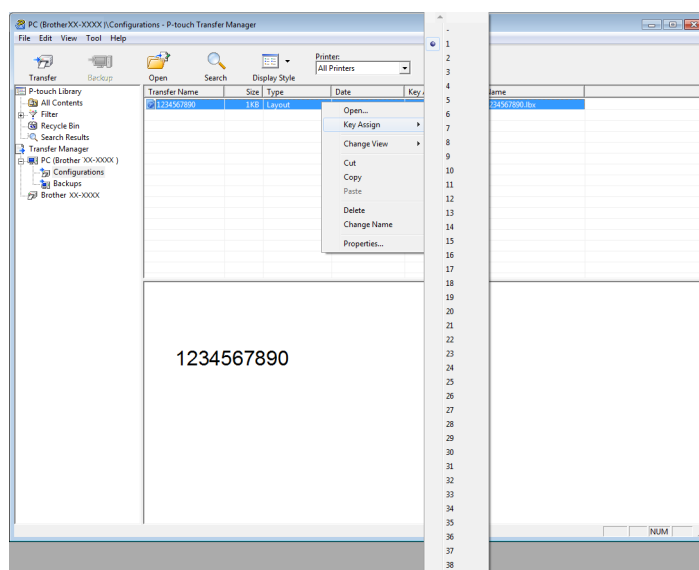 PC (BrotherXX-XXXX )\Configurations - P-touch Transfer Manager
File Edit View Tool Help
Transfer Backup Open Search Display Style
Printer:
All Printers
P-touch Library
All Contents
Filter
Recycle Bin
Search Results
Transfer Manager
PC (Brother XX-XXXX )
Configurations
Backups
Brother XX-XXXX
Transfer Name Size Type Date Key
1234567890 1KB Layout 234567890.lbx
Open...
Key Assign
Change View
Cut
Copy
Paste
Delete
Change Name
Properties...
-
1
2
3
4
5
6
7
8
9
10
11
12
13
14
15
16
17
18
19
20
21
22
23
24
25
26
27
28
29
30
31
32
33
34
35
36
37
38
1234567890
NUM